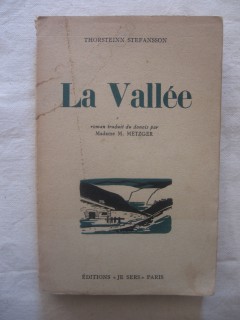 THORSTEINN STEFANSSON
La Vallée
roman traduit du danois par
Madame M. METZGER
ÉDITIONS "JE SERS" PARIS